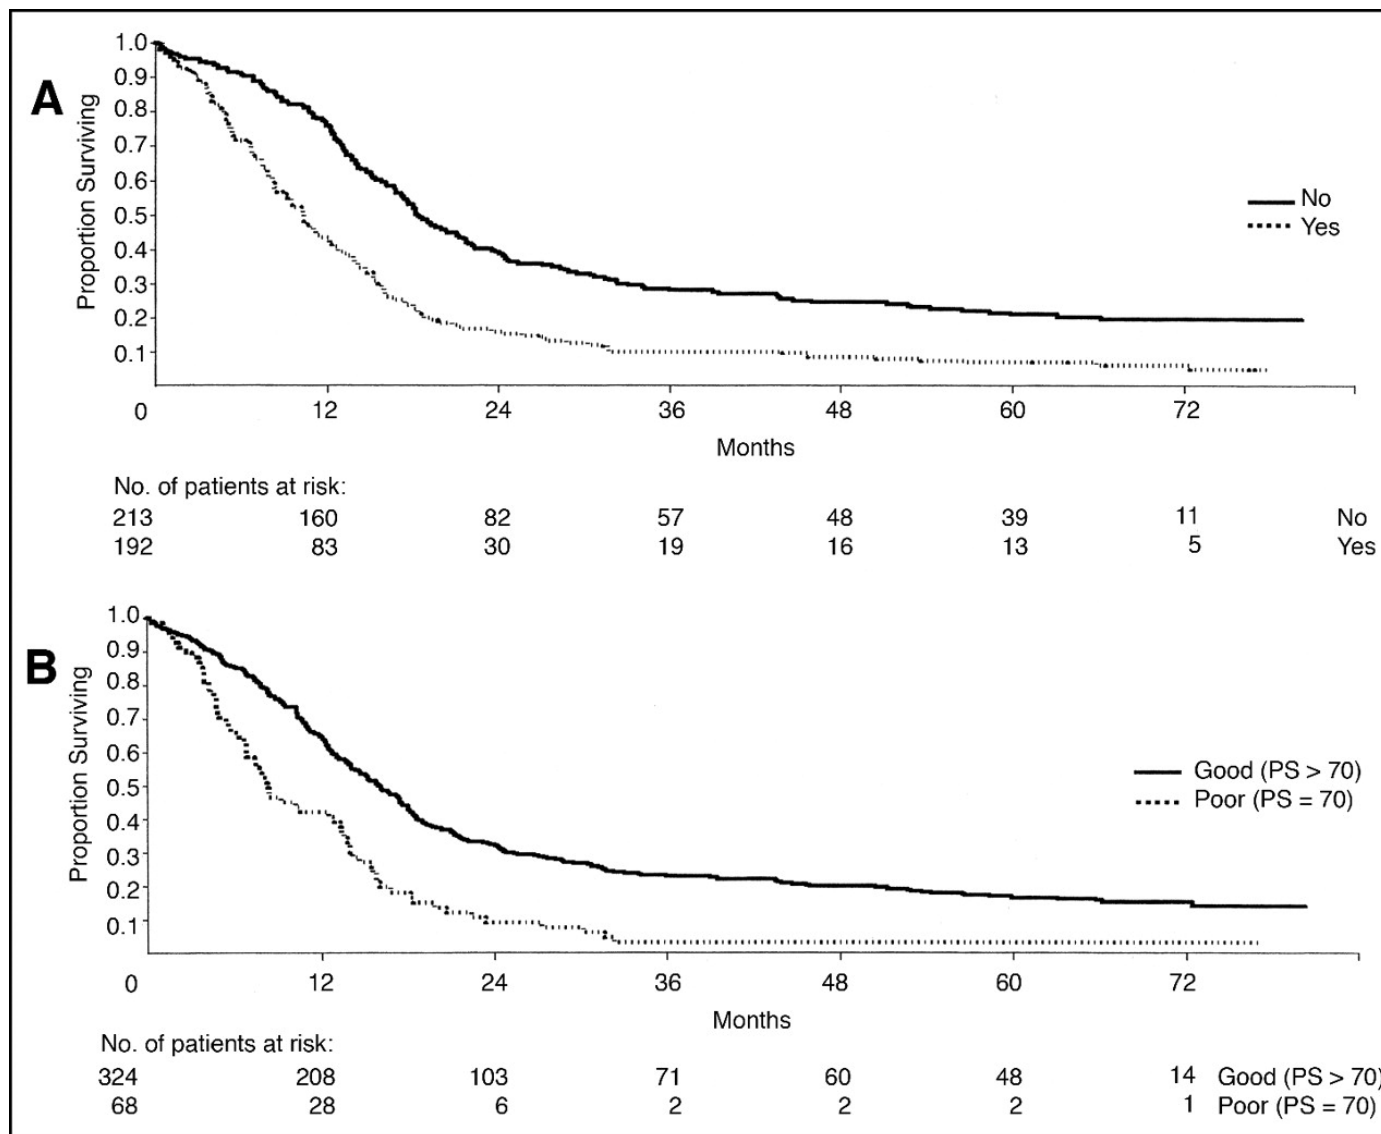 A
Proportion Surviving
1.0
0.9
0.8
0.7
0.6
0.5
0.4
0.3
0.2
0.1
No
Yes
0 12 24 36 48 60 72
Months
No. of patients at risk:
213 160 82 57 48 39 11 No
192 83 30 19 16 13 5 Yes
B
Proportion Surviving
1.0
0.9
0.8
0.7
0.6
0.5
0.4
0.3
0.2
0.1
Good (PS > 70)
Poor (PS = 70)
0 12 24 36 48 60 72
Months
No. of patients at risk:
324 208 103 71 60 48 14 Good (PS > 70)
68 28 6 2 2 2 1 Poor (PS = 70)